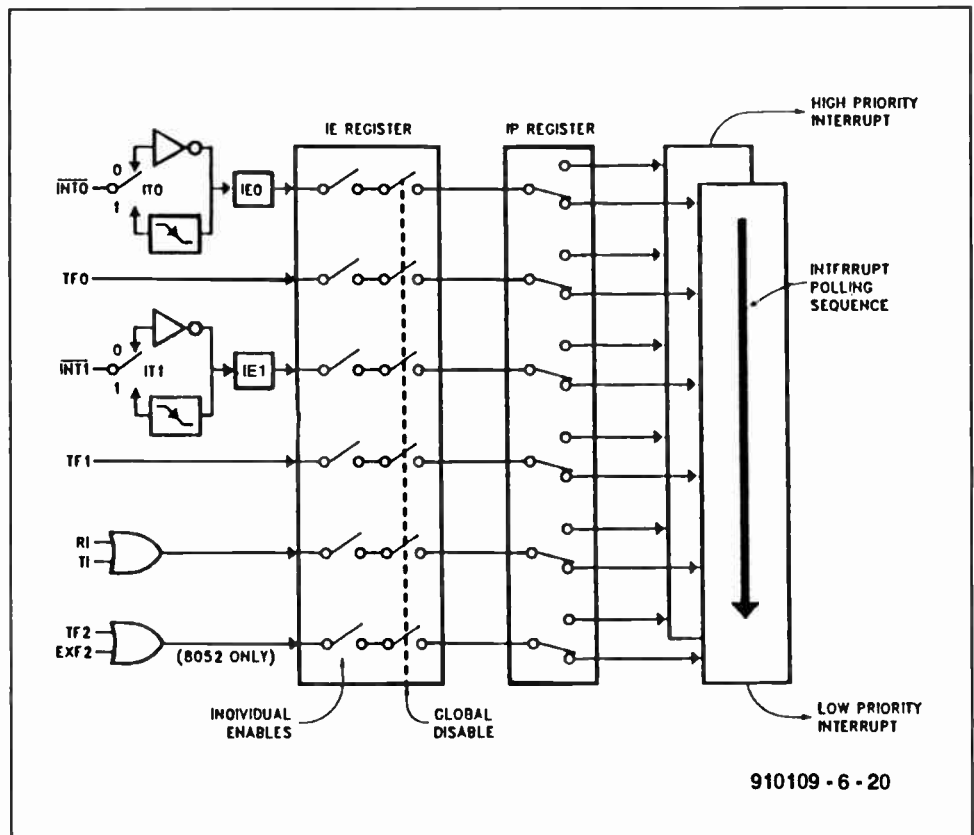 HIGH PRIORITY
INTERRUPT
IE REGISTER
IP REGISTER
0
INT0
IT0
1
IE0
TF0
INTERRUPT
POLLING
SEQUENCE
0
INT1
IT1
1
IE1
TF1
RI
TI
TF2
EXF2
(8052 ONLY)
INDIVIDUAL
ENABLES
GLOBAL
DISABLE
LOW PRIORITY
INTERRUPT
910109 - 6 - 20